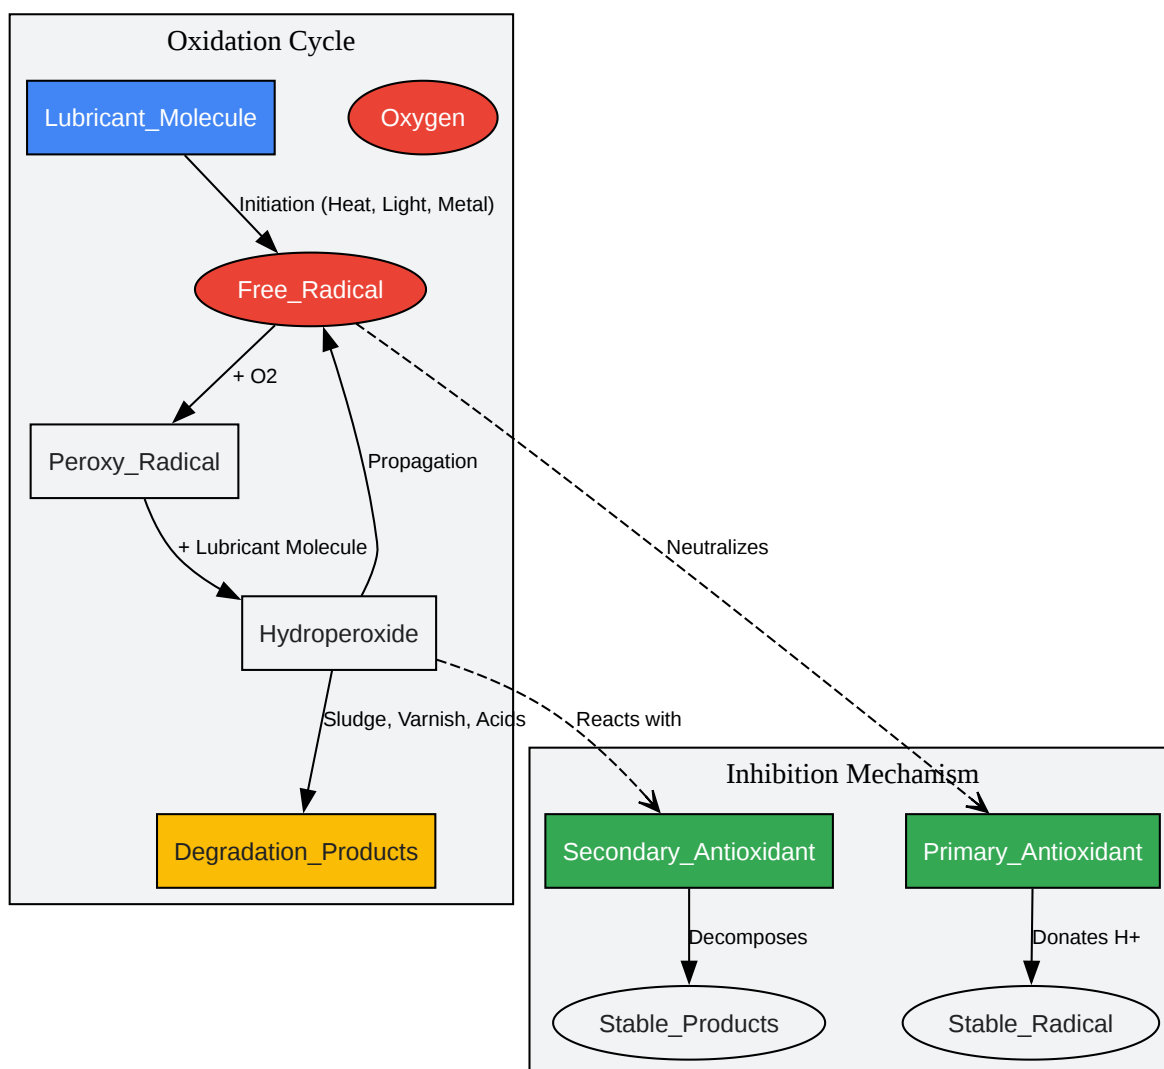 Oxidation Cycle
Lubricant_Molecule
Oxygen
Initiation (Heat, Light, Metal)
Free_Radical
+ O2
Peroxy_Radical
Propagation
+ Lubricant Molecule
Neutralizes
Hydroperoxide
Sludge, Varnish, Acids
Reacts with
Inhibition Mechanism
Degradation_Products
Secondary_Antioxidant
Primary_Antioxidant
Decomposes
Donates H+
Stable_Products
Stable_Radical